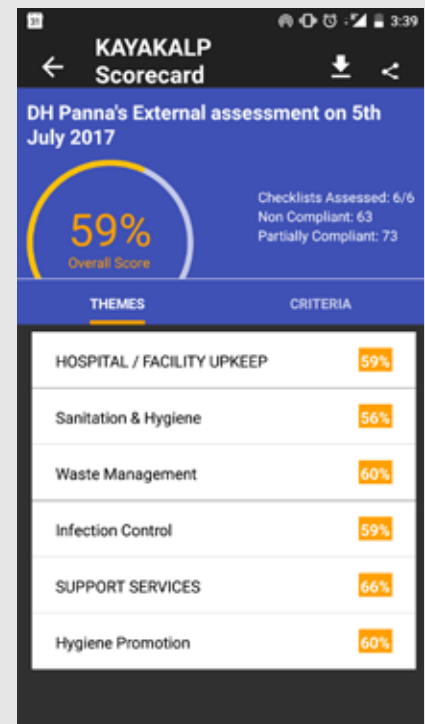 31
3:39
KAYAKALP
Scorecard
DH Panna's External assessment on 5th
July 2017
59%
Overall Score
Checklists Assessed: 6/6
Non Compliant: 63
Partially Compliant: 73
THEMES
CRITERIA
HOSPITAL / FACILITY UPKEEP 59%
Sanitation & Hygiene 56%
Waste Management 60%
Infection Control 59%
SUPPORT SERVICES 66%
Hygiene Promotion 60%